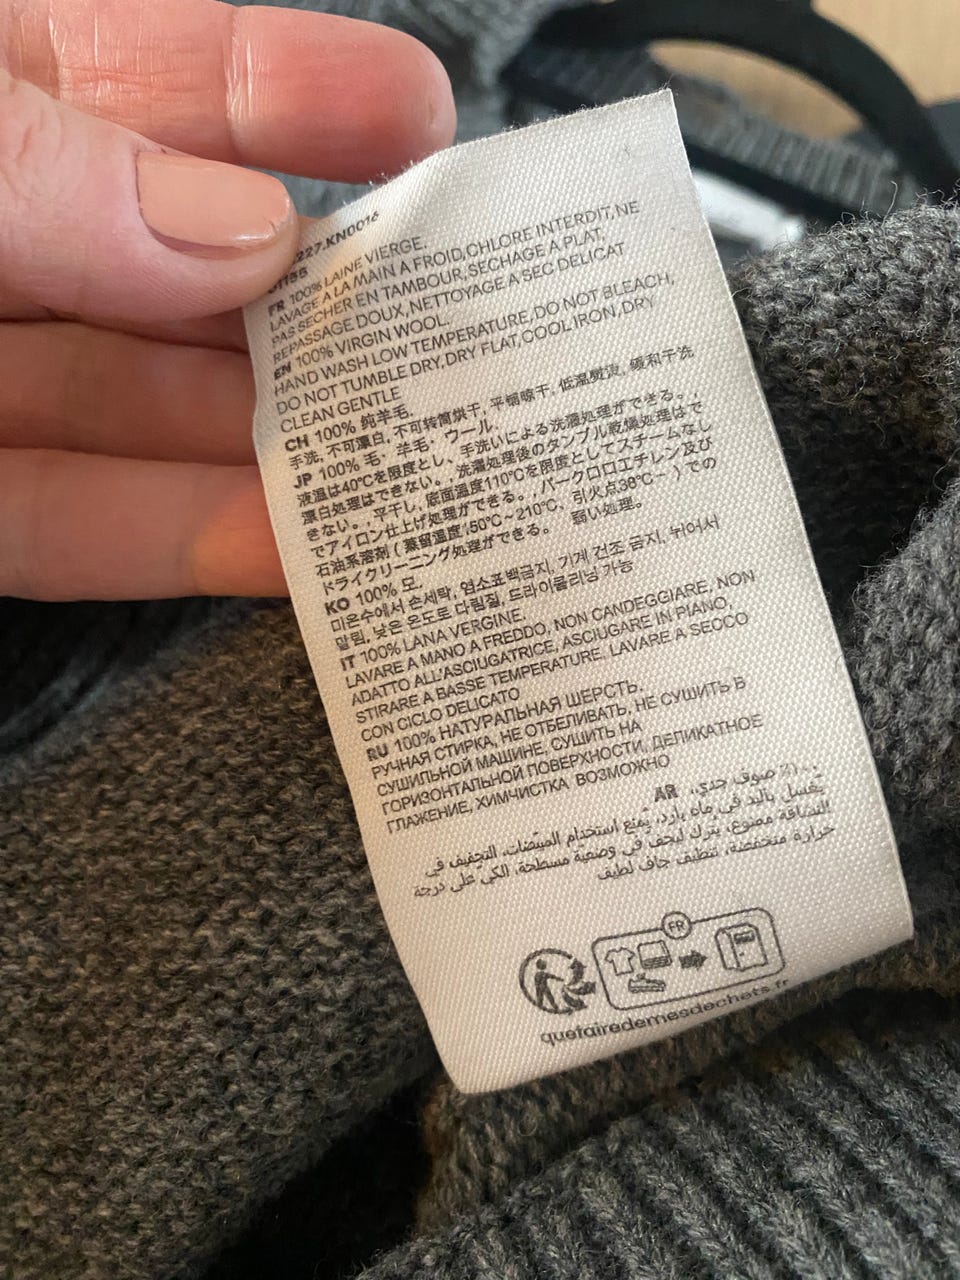 227.KN0016
FR 100% LAINE VIERGE.
LAVAGE A LA MAIN A FROID,CHLORE INTERDIT,NE
PAS SECHER EN TAMBOUR,SECHAGE A PLAT,
REPASSAGE DOUX,NETTOYAGE A SEC DELICAT
EN 100% VIRGIN WOOL.
HAND WASH LOW TEMPERATURE,DO NOT BLEACH,
DO NOT TUMBLE DRY,DRY FLAT,COOL IRON,DRY
CLEAN GENTLE
CH 100% 纯羊毛.
手洗, 不可漂白, 不可转筒烘干, 平铺晾干, 低温熨烫, 缓和干洗
JP 100% 毛・羊毛・ウール.
液温は40℃を限度とし、手洗いによる洗濯処理ができる。,
漂白処理はできない。,洗濯処理後のタンブル乾燥処理はで
きない。,平干し, 底面温度110℃を限度としてスチームなし
でアイロン仕上げ処理ができる。,パークロロエチレン及び
石油系溶剤(蒸留温度150℃~210℃、引火点38℃ー)での
ドライクリーニング処理ができる。 弱い処理。
KO 100% 모.
미온수에서 손세탁, 염소표백금지, 기계 건조 금지, 뉘어서
말림, 낮은 온도로 다림질, 드라이클리닝 가능
IT 100% LANA VERGINE.
LAVARE A MANO A FREDDO, NON CANDEGGIARE, NON
ADATTO ALL'ASCIUGATRICE, ASCIUGARE IN PIANO,
STIRARE A BASSE TEMPERATURE, LAVARE A SEOCO
CON CICLO DELICATO
RU 100% НАТУРАЛЬНАЯ ШЕРСТЬ.
РУЧНАЯ СТИРКА, НЕ ОТБЕЛИВАТЬ, НЕ СУШИТЬ В
СУШИЛЬНОЙ МАШИНЕ, СУШИТЬ НА
ГОРИЗОНТАЛЬНОЙ ПОВЕРХНОСТИ, ДЕЛИКАТНОЕ
ГЛАЖЕНИЕ, ХИМЧИСТКА ВОЗМОЖНО
AR ١٠٠٪ صوف جدي.
يُغسل باليد في ماء بارد، يُمنع استخدام المبيّضات، التجفيف في
النشافة ممنوع، يترك ليجف في وضعية مسطحة، الكي على درجة
حرارة منخفضة، تنظيف جاف لطيف
FR
quefairedemesdechets.fr